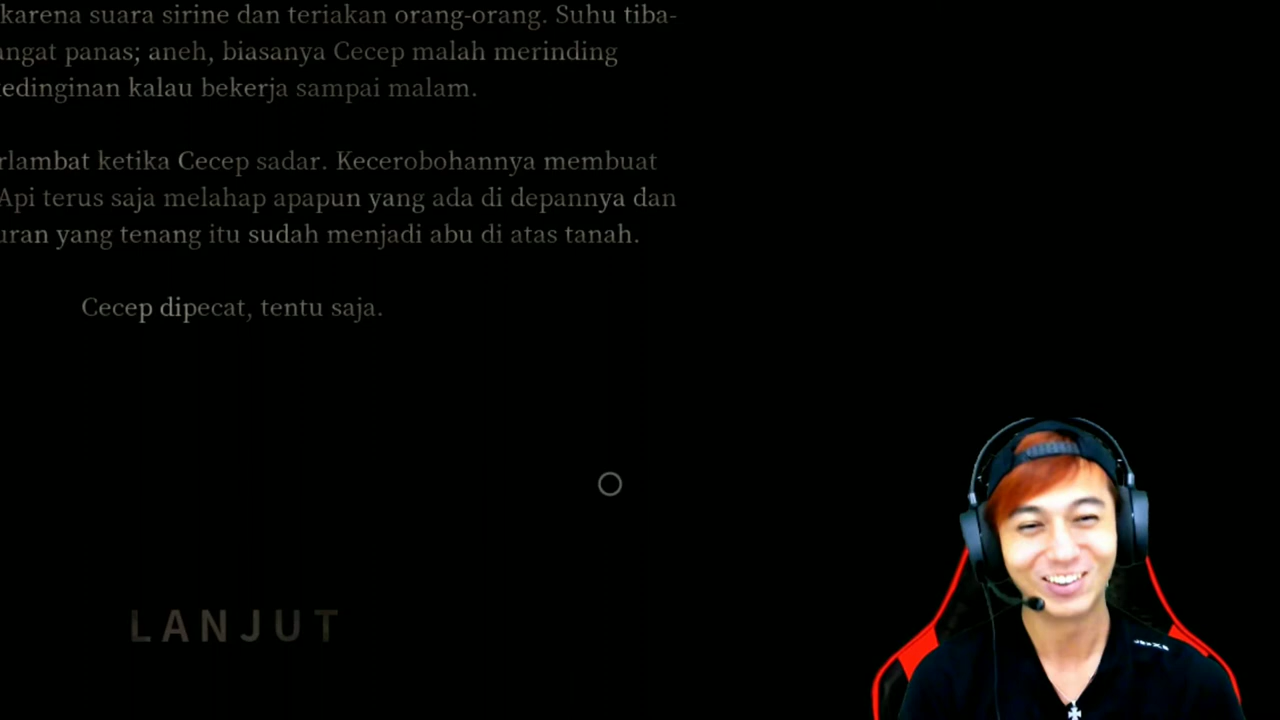 karena suara sirine dan teriakan orang-orang. Suhu tiba-
angat panas; aneh, biasanya Cecep malah merinding
kedinginan kalau bekerja sampai malam.
rlambat ketika Cecep sadar. Kecerobohannya membuat
Api terus saja melahap apapun yang ada di depannya dan
uran yang tenang itu sudah menjadi abu di atas tanah.
Cecep dipecat, tentu saja.
LANJUT